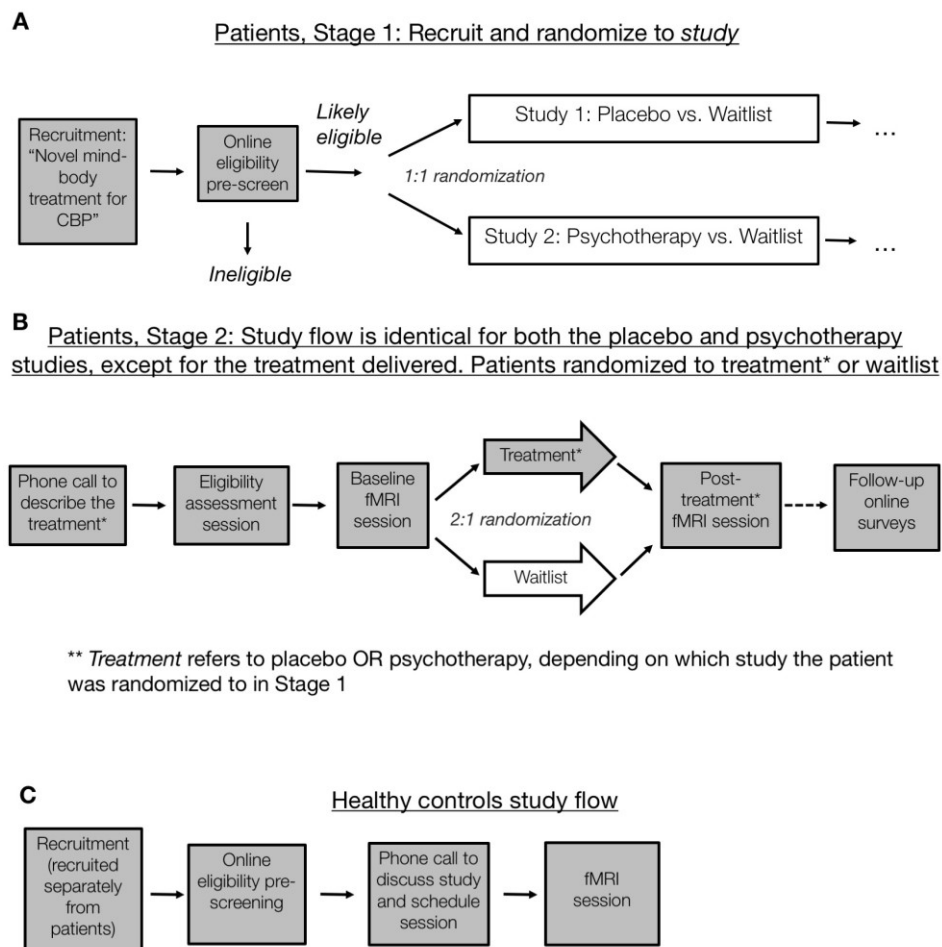 A
Patients, Stage 1: Recruit and randomize to study
Recruitment:
“Novel mind-
body
treatment for
CBP”
Online
eligibility
pre-screen
Likely
eligible
Ineligible
1:1 randomization
Study 1: Placebo vs. Waitlist
...
Study 2: Psychotherapy vs. Waitlist
...
B
Patients, Stage 2: Study flow is identical for both the placebo and psychotherapy
studies, except for the treatment delivered. Patients randomized to treatment* or waitlist
Phone call to
describe the
treatment*
Eligibility
assessment
session
Baseline
fMRI
session
Treatment*
2:1 randomization
Waitlist
Post-
treatment*
fMRI session
Follow-up
online
surveys
** Treatment refers to placebo OR psychotherapy, depending on which study the patient
was randomized to in Stage 1
C
Healthy controls study flow
Recruitment
(recruited
separately
from
patients)
Online
eligibility pre-
screening
Phone call to
discuss study
and schedule
session
fMRI
session